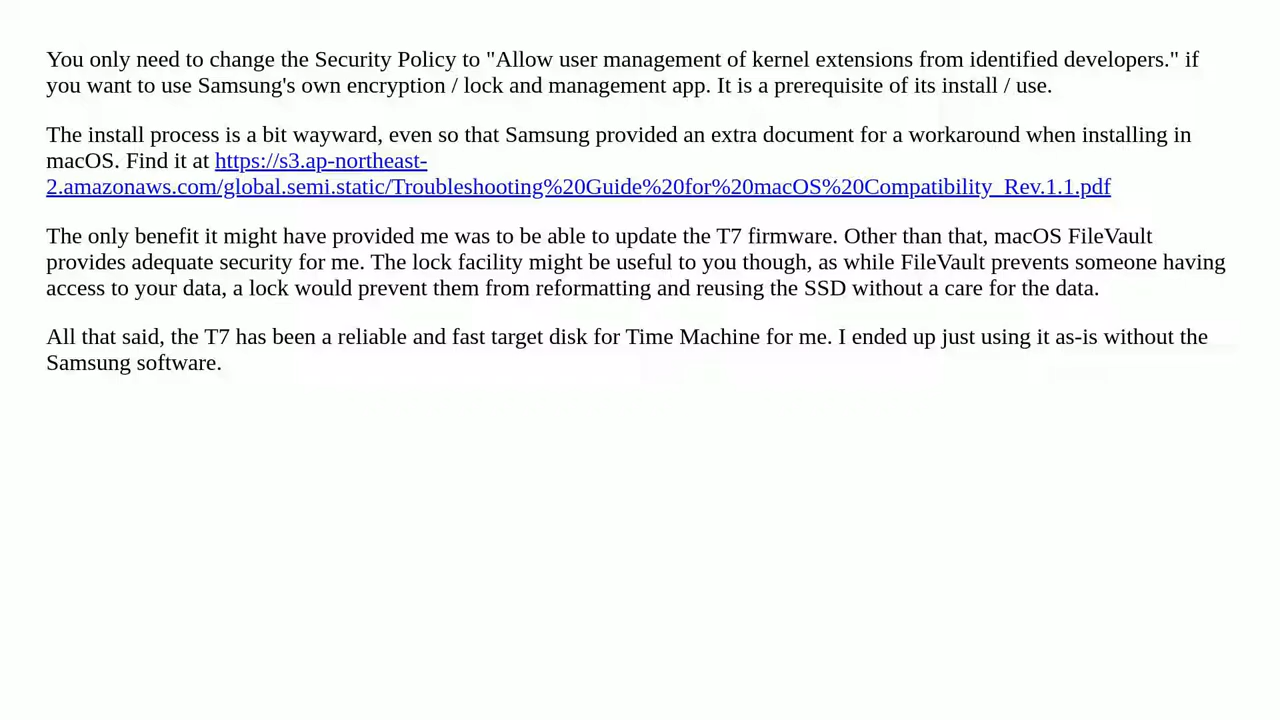 You only need to change the Security Policy to "Allow user management of kernel extensions from identified developers." if
you want to use Samsung's own encryption / lock and management app. It is a prerequisite of its install / use.
The install process is a bit wayward, even so that Samsung provided an extra document for a workaround when installing in
macOS. Find it at https://s3.ap-northeast-
2.amazonaws.com/global.semi.static/Troubleshooting%20Guide%20for%20macOS%20Compatibility_Rev.1.1.pdf
The only benefit it might have provided me was to be able to update the T7 firmware. Other than that, macOS FileVault
provides adequate security for me. The lock facility might be useful to you though, as while FileVault prevents someone having
access to your data, a lock would prevent them from reformatting and reusing the SSD without a care for the data.
All that said, the T7 has been a reliable and fast target disk for Time Machine for me. I ended up just using it as-is without the
Samsung software.